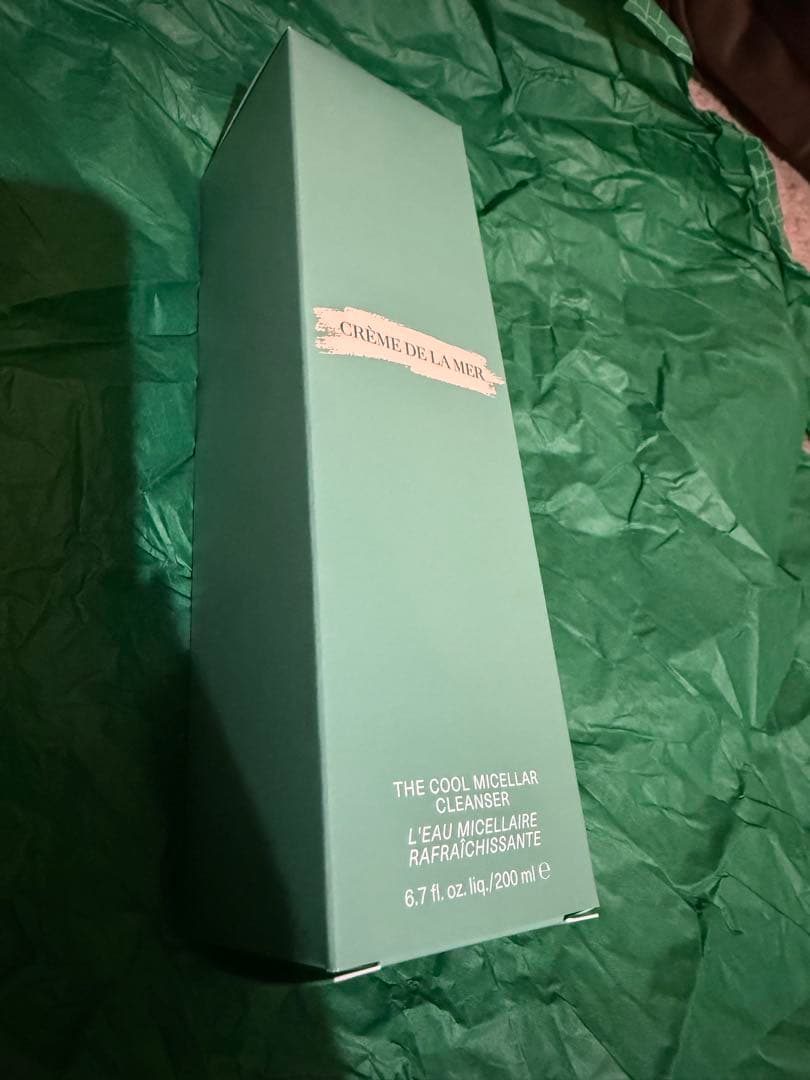 CRÈME DE LA MER
THE COOL MICELLAR
CLEANSER
L'EAU MICELLAIRE
RAFRAÎCHISSANTE
6.7 fl. oz. liq./200 ml ℮